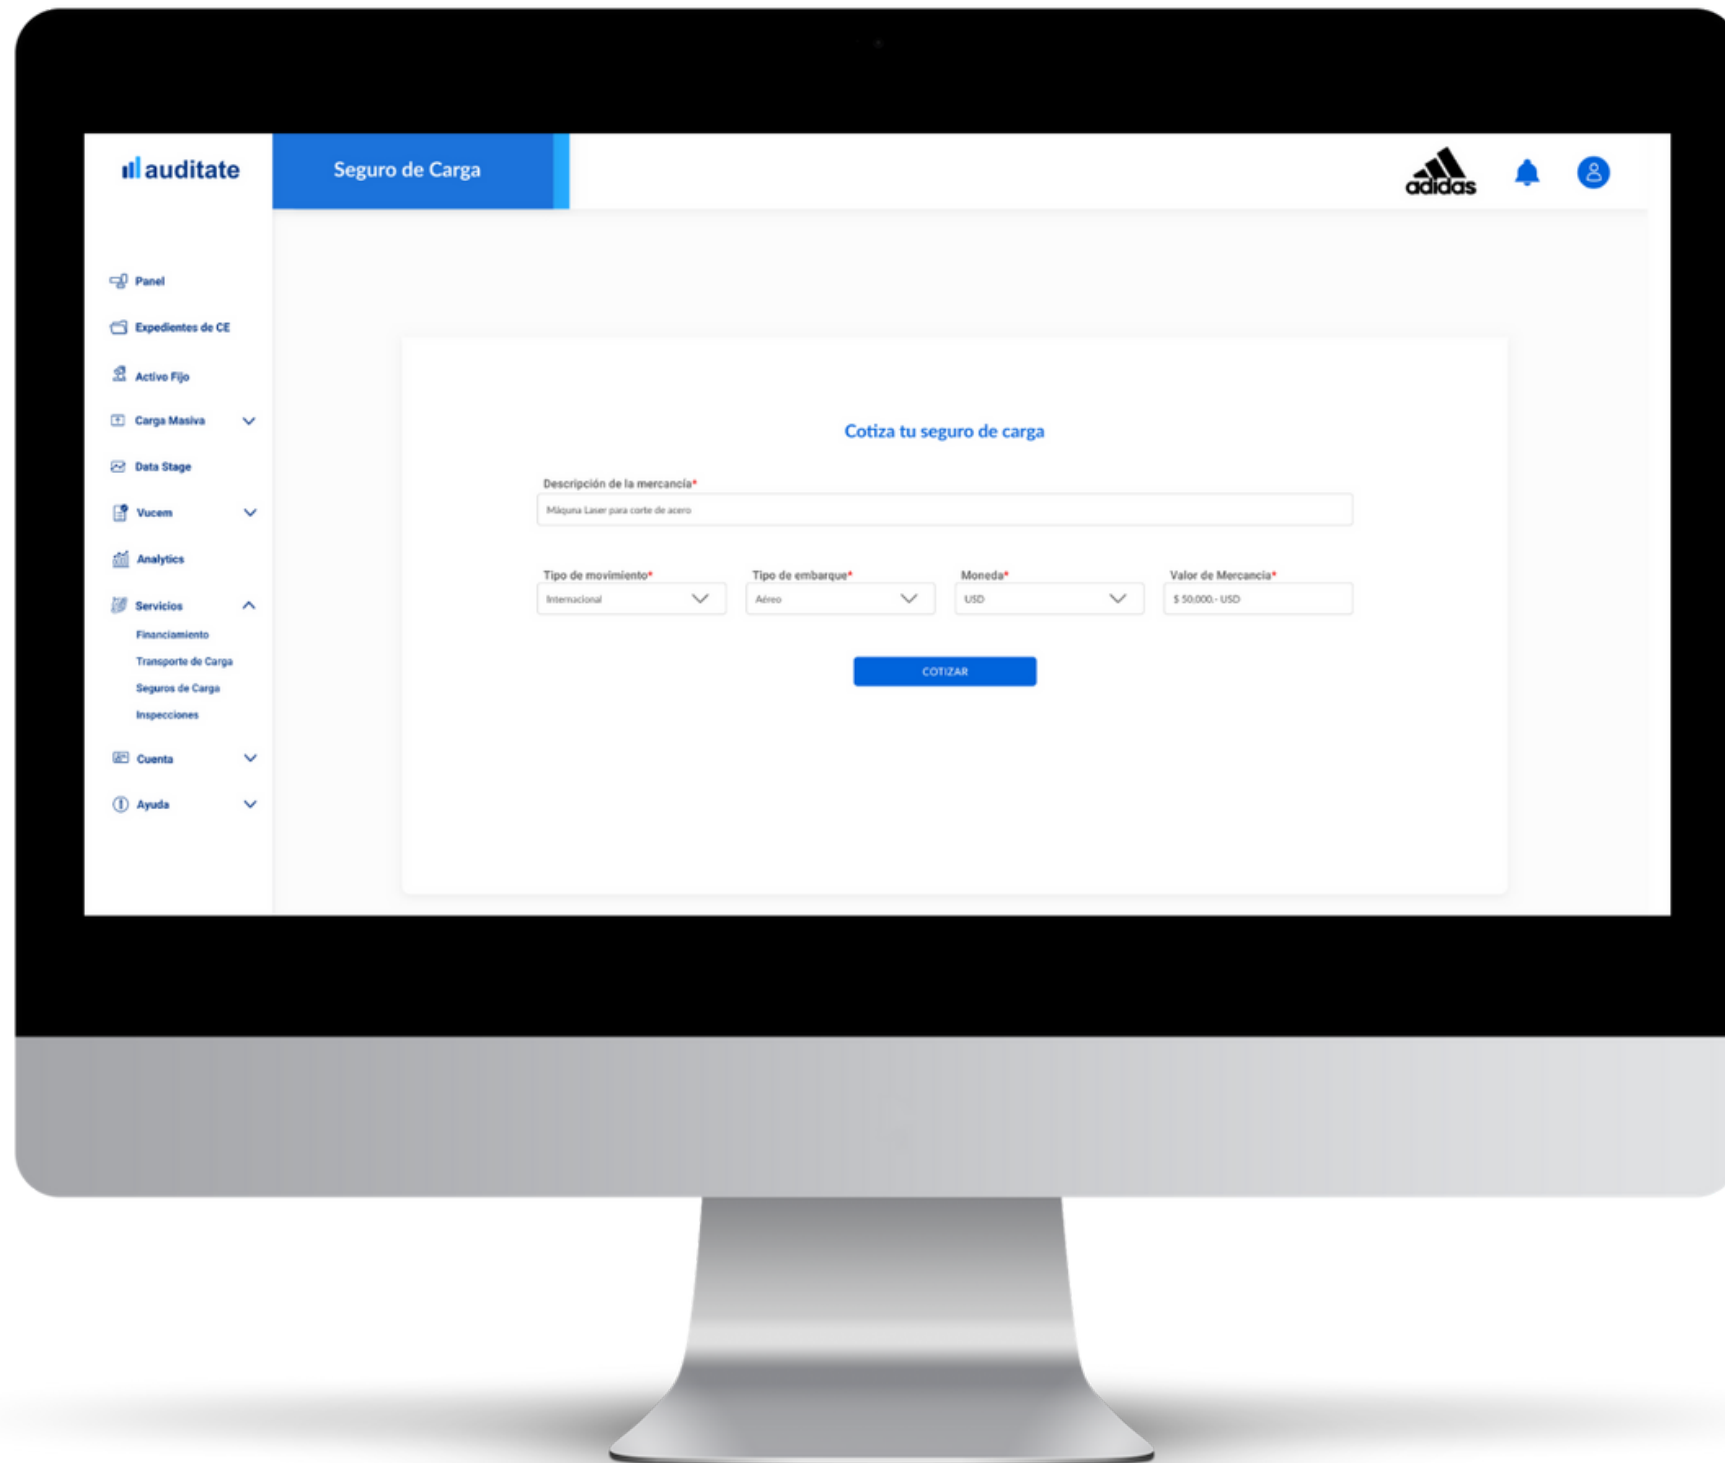 auditate
Seguro de Carga
adidas
Panel
Expedientes de CE
Activo Fijo
Carga Masiva
Data Stage
Vucem
Analytics
Servicios
Financiamiento
Transporte de Carga
Seguros de Carga
Inspecciones
Cuenta
Ayuda
Cotiza tu seguro de carga
Descripción de la mercancía*
Máquna Laser para corte de acero
Tipo de movimiento* Tipo de embarque* Moneda* Valor de Mercancia*
Internacional Aéreo USD $ 50;000.- USD
COTIZAR